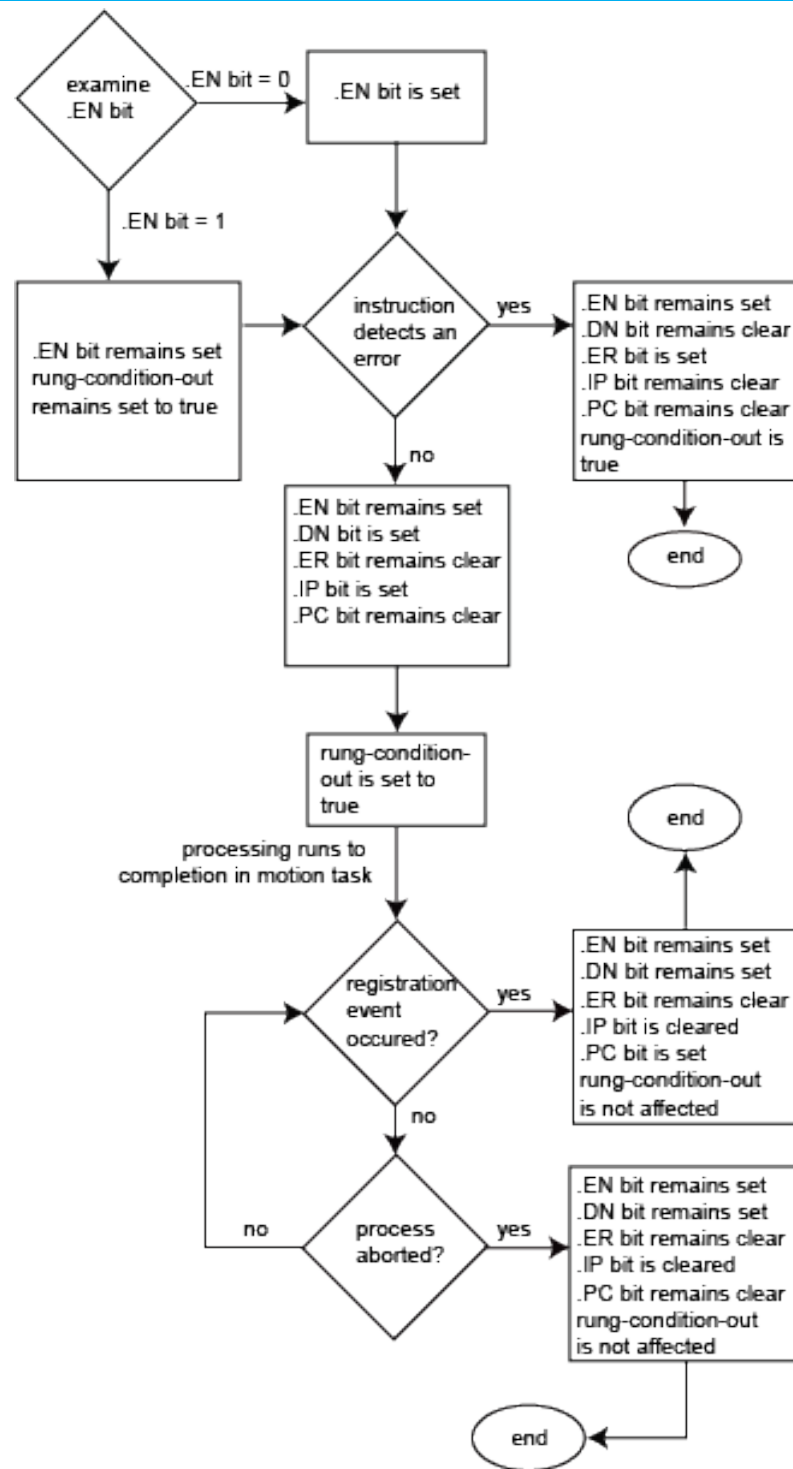 examine
.EN bit
.EN bit = 0
.EN bit is set
.EN bit = 1
.EN bit remains set
rung-condition-out
remains set to true
instruction
detects an
error
yes
.EN bit remains set
.DN bit remains clear
.ER bit is set
.IP bit remains clear
.PC bit remains clear
rung-condition-out is
true
end
no
.EN bit remains set
.DN bit is set
.ER bit remains clear
.IP bit is set
.PC bit remains clear
rung-condition-
out is set to
true
processing runs to
completion in motion task
registration
event
occured?
yes
.EN bit remains set
.DN bit remains set
.ER bit remains clear
.IP bit is cleared
.PC bit is set
rung-condition-out
is not affected
end
no
process
aborted?
no
yes
.EN bit remains set
.DN bit remains set
.ER bit remains clear
.IP bit is cleared
.PC bit remains clear
rung-condition-out
is not affected
end